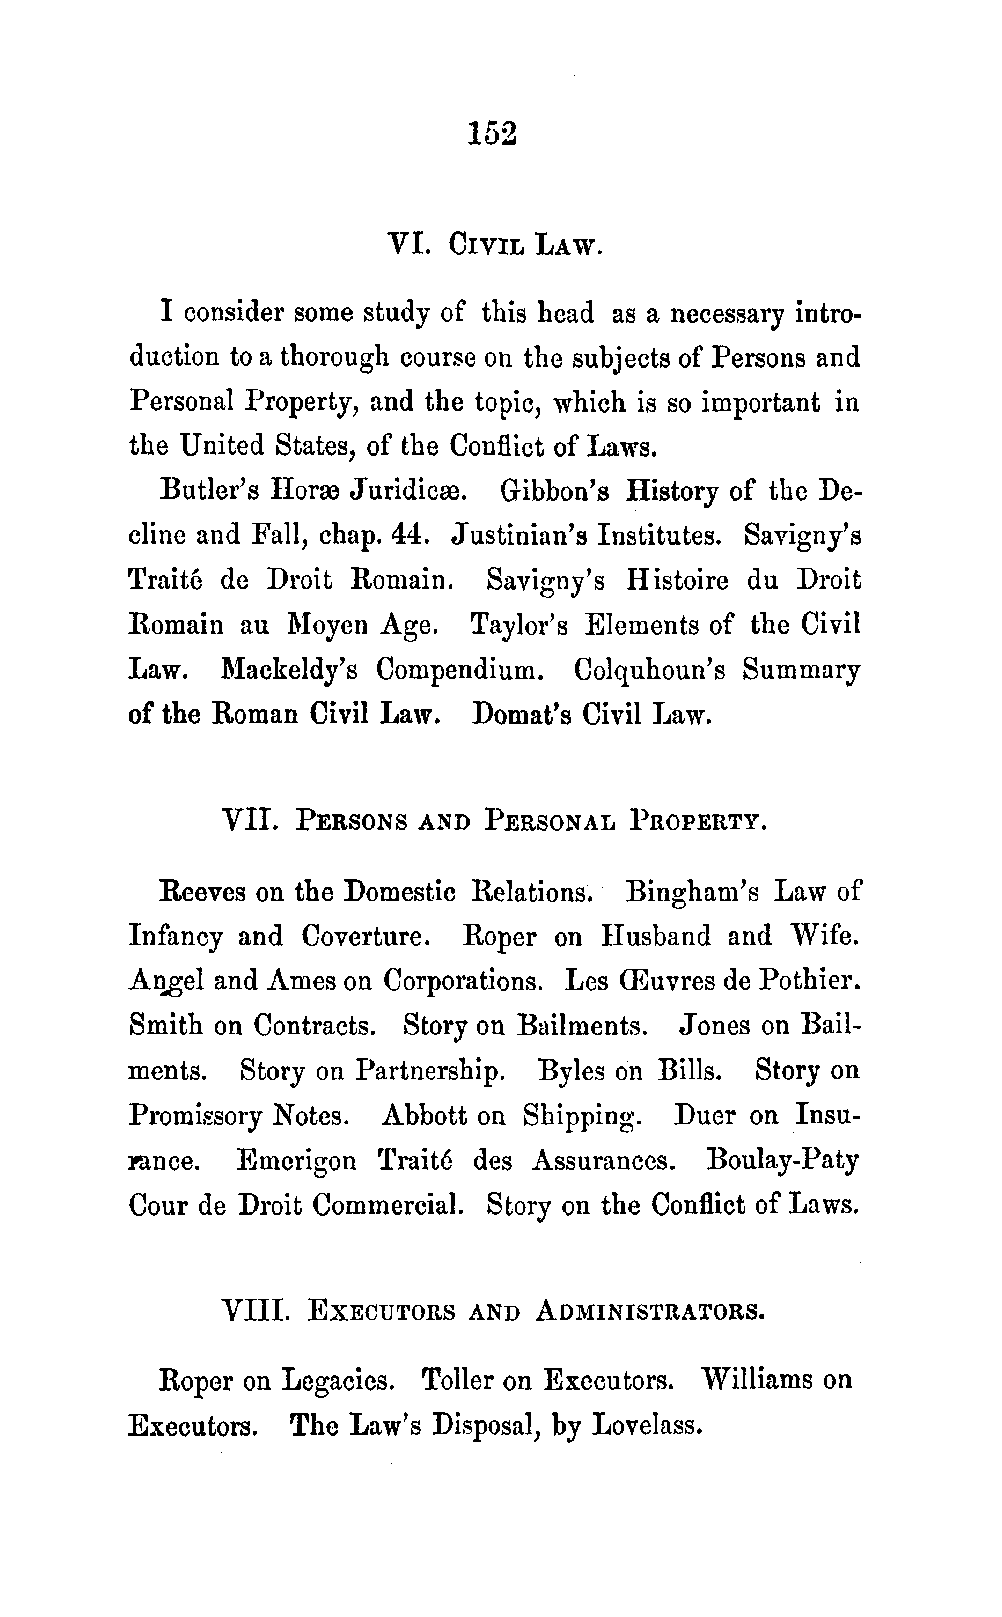 152
VI. CIVIL LAW.
I consider some study of this head as a necessary intro-
duction to a thorough course on the subjects of Persons and
Personal Property, and the topic, which is so important in
the United States, of the Conflict of Laws.
Butler's Horæ Juridicæ. Gibbon's History of the De-
cline and Fall, chap. 44. Justinian's Institutes. Savigny's
Traité de Droit Romain. Savigny's Histoire du Droit
Romain au Moyen Age. Taylor's Elements of the Civil
Law. Mackeldy's Compendium. Colquhoun's Summary
of the Roman Civil Law. Domat's Civil Law.
VII. PERSONS AND PERSONAL PROPERTY.
Reeves on the Domestic Relations. Bingham's Law of
Infancy and Coverture. Roper on Husband and Wife.
Angel and Ames on Corporations. Les Œuvres de Pothier.
Smith on Contracts. Story on Bailments. Jones on Bail-
ments. Story on Partnership. Byles on Bills. Story on
Promissory Notes. Abbott on Shipping. Duer on Insu-
rance. Emerigon Traité des Assurances. Boulay-Paty
Cour de Droit Commercial. Story on the Conflict of Laws.
VIII. EXECUTORS AND ADMINISTRATORS.
Roper on Legacies. Toller on Executors. Williams on
Executors. The Law's Disposal, by Lovelass.